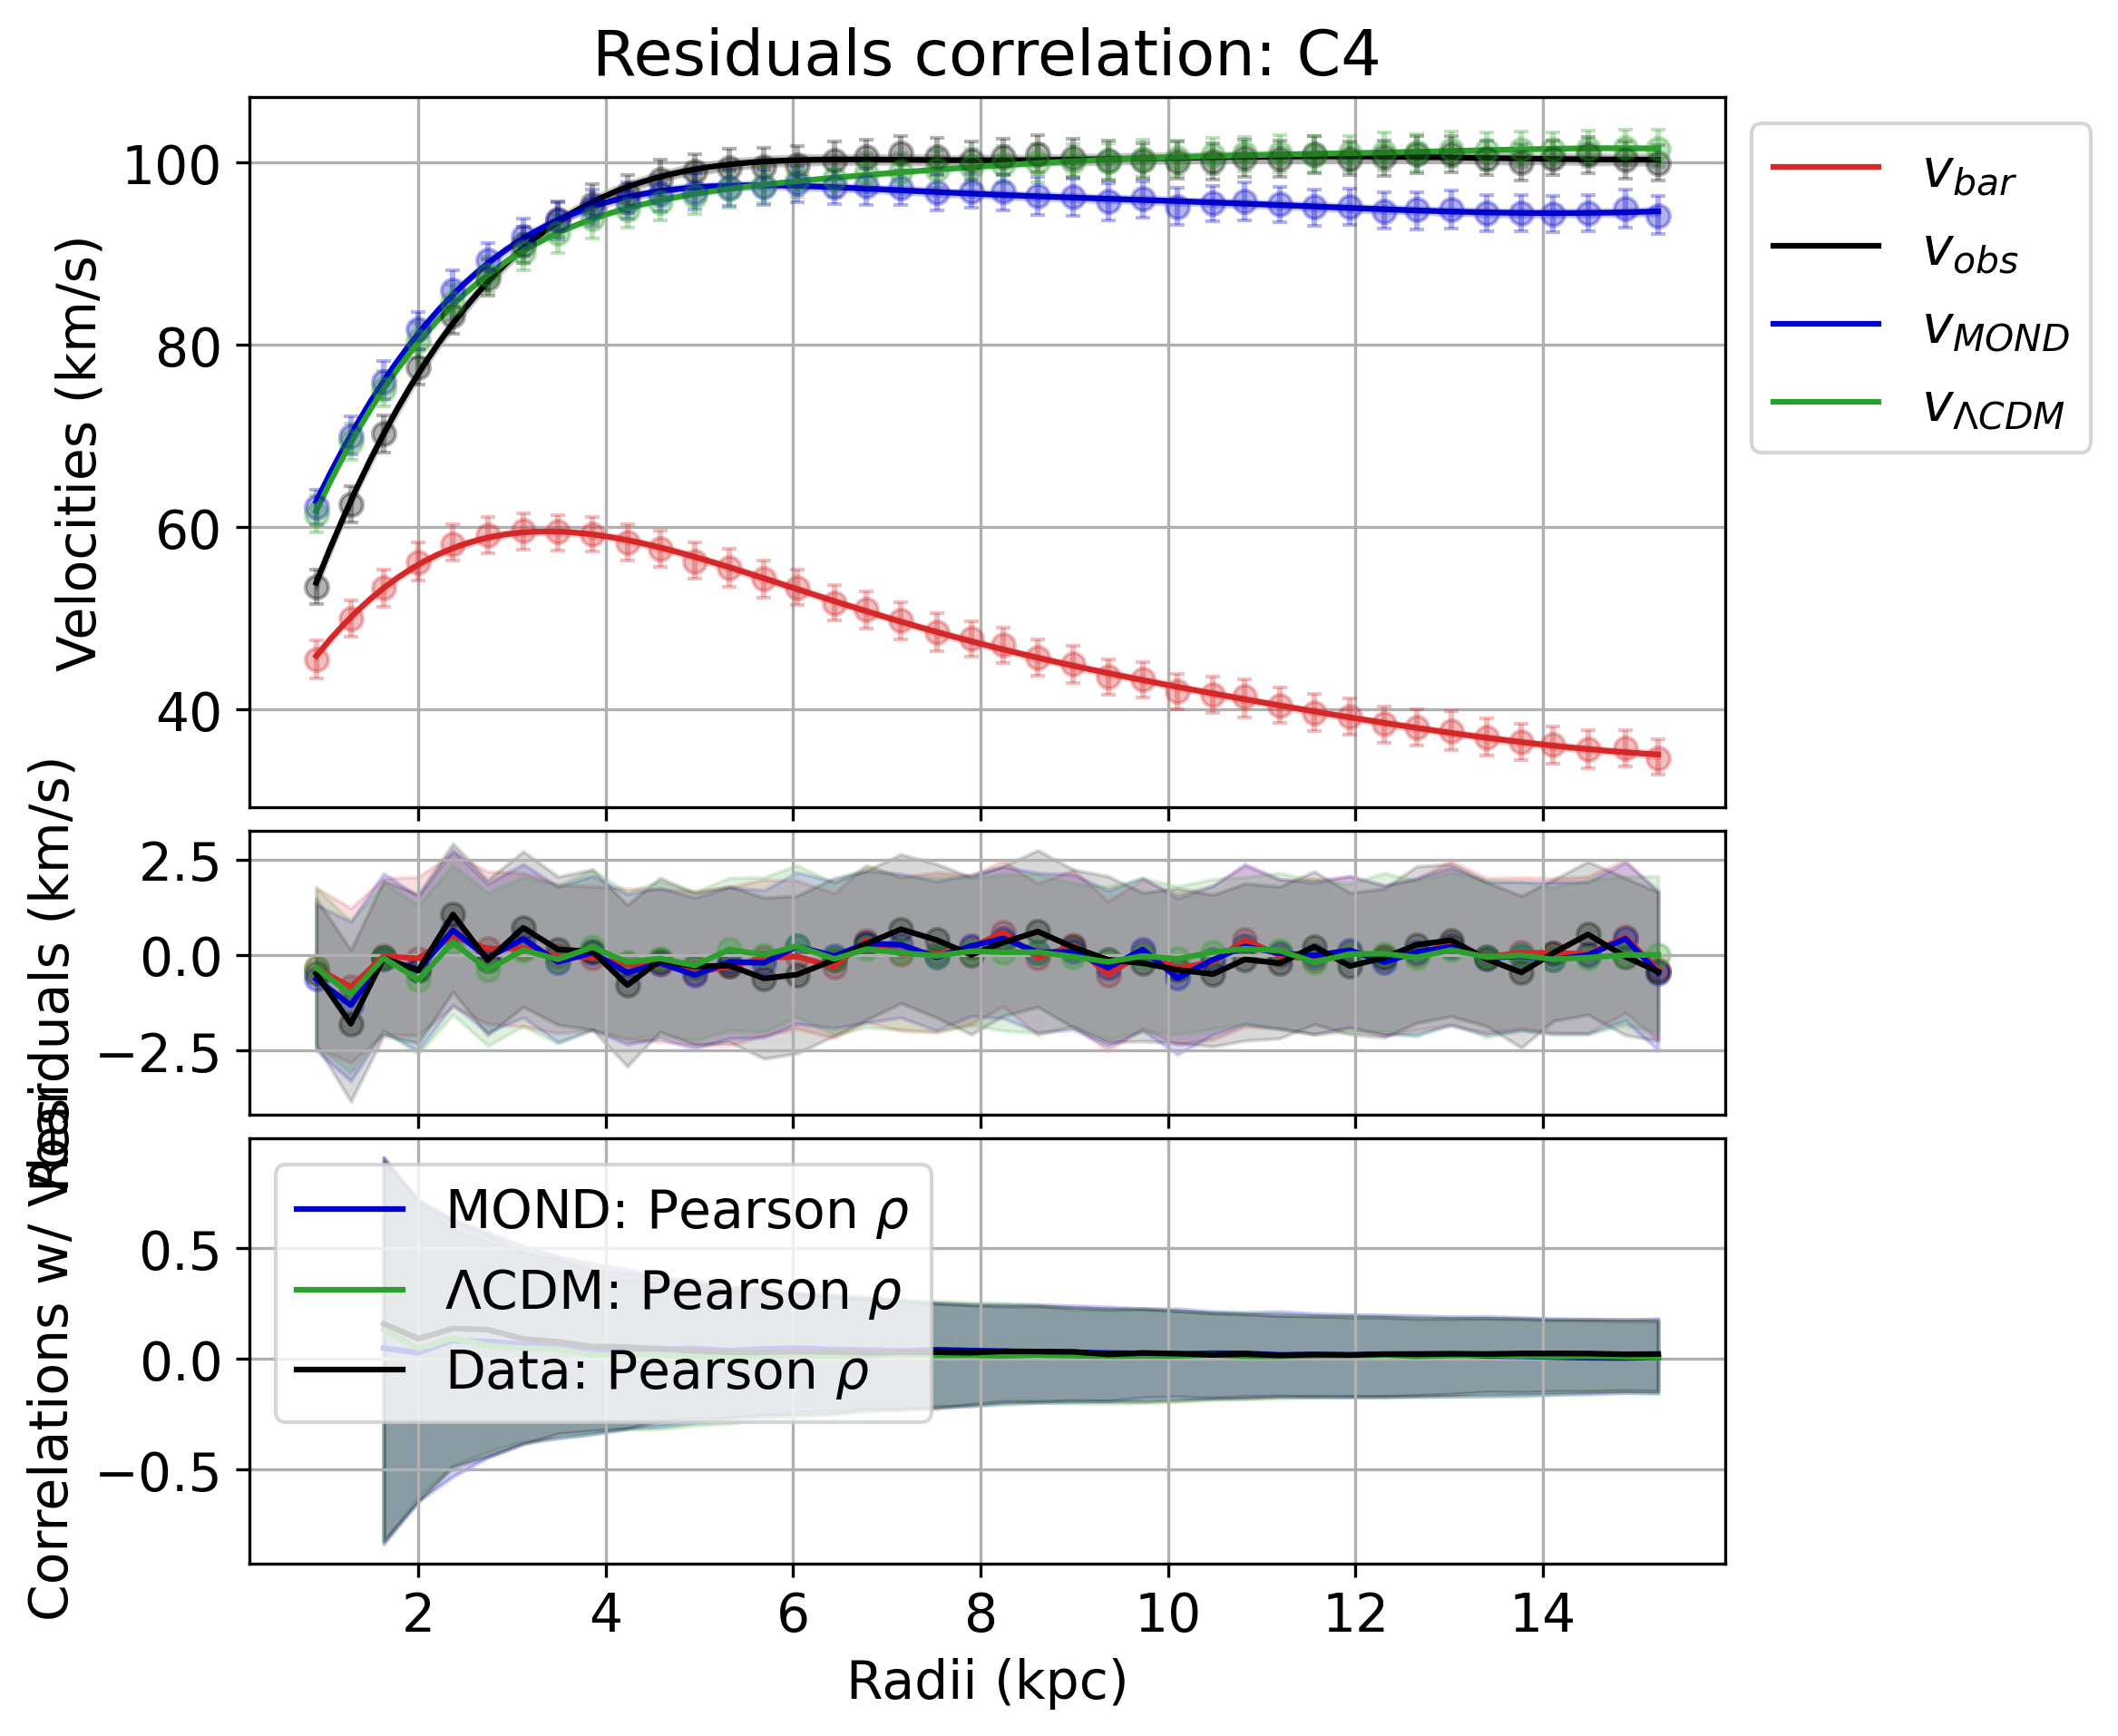 Residuals correlation: C4
Velocities (km/s)
100
80
60
40
v_bar
v_obs
v_MOND
v_ΛCDM
Residuals (km/s)
2.5
0.0
−2.5
Correlations w/ V_bar
0.5
0.0
−0.5
MOND: Pearson ρ
ΛCDM: Pearson ρ
Data: Pearson ρ
2 4 6 8 10 12 14
Radii (kpc)